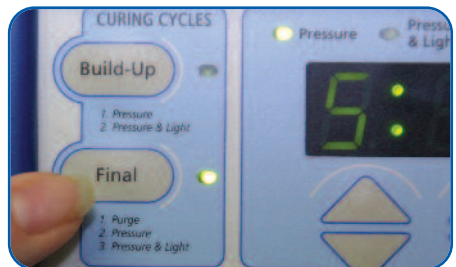 CURING CYCLES
Build-Up
1. Pressure
2. Pressure & Light
Final
1. Purge
2. Pressure
3. Pressure & Light
Pressure
& Light
5: